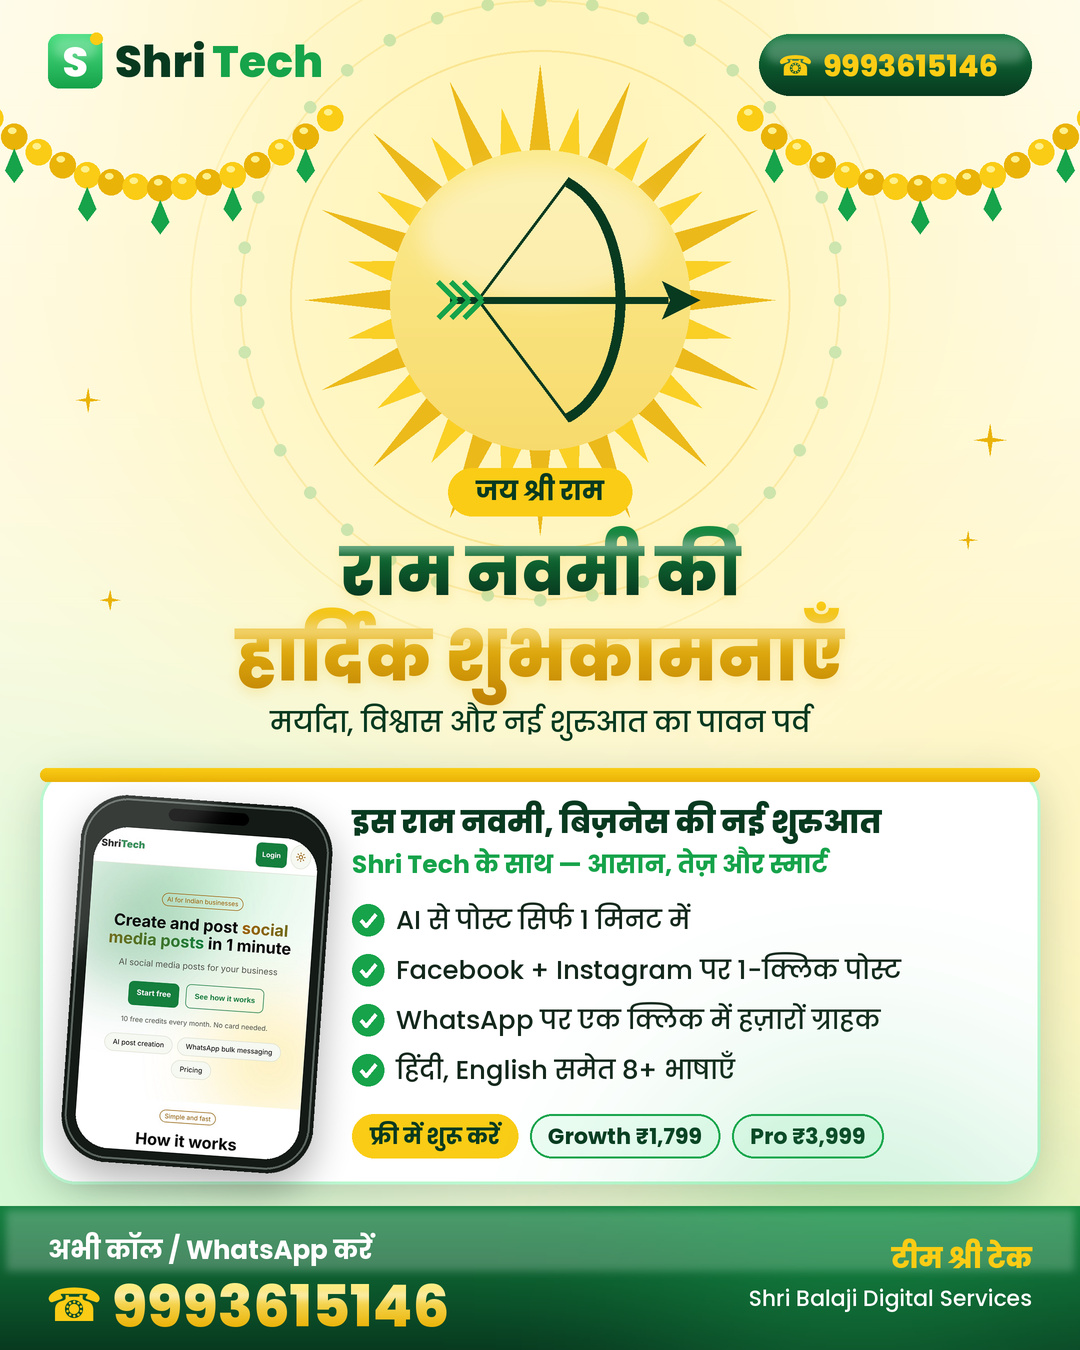 S Shri Tech
☎ 9993615146
जय श्री राम
राम नवमी की
हार्दिक शुभकामनाएँ
मर्यादा, विश्वास और नई शुरुआत का पावन पर्व
ShriTech
Login
AI for Indian businesses
Create and post social
media posts in 1 minute
AI social media posts for your business
Start free
See how it works
10 free credits every month. No card needed.
AI post creation
WhatsApp bulk messaging
Pricing
Simple and fast
How it works
इस राम नवमी, बिज़नेस की नई शुरुआत
Shri Tech के साथ — आसान, तेज़ और स्मार्ट
AI से पोस्ट सिर्फ 1 मिनट में
Facebook + Instagram पर 1-क्लिक पोस्ट
WhatsApp पर एक क्लिक में हज़ारों ग्राहक
हिंदी, English समेत 8+ भाषाएँ
फ्री में शुरू करें
Growth ₹1,799
Pro ₹3,999
अभी कॉल / WhatsApp करें
☎ 9993615146
टीम श्री टेक
Shri Balaji Digital Services